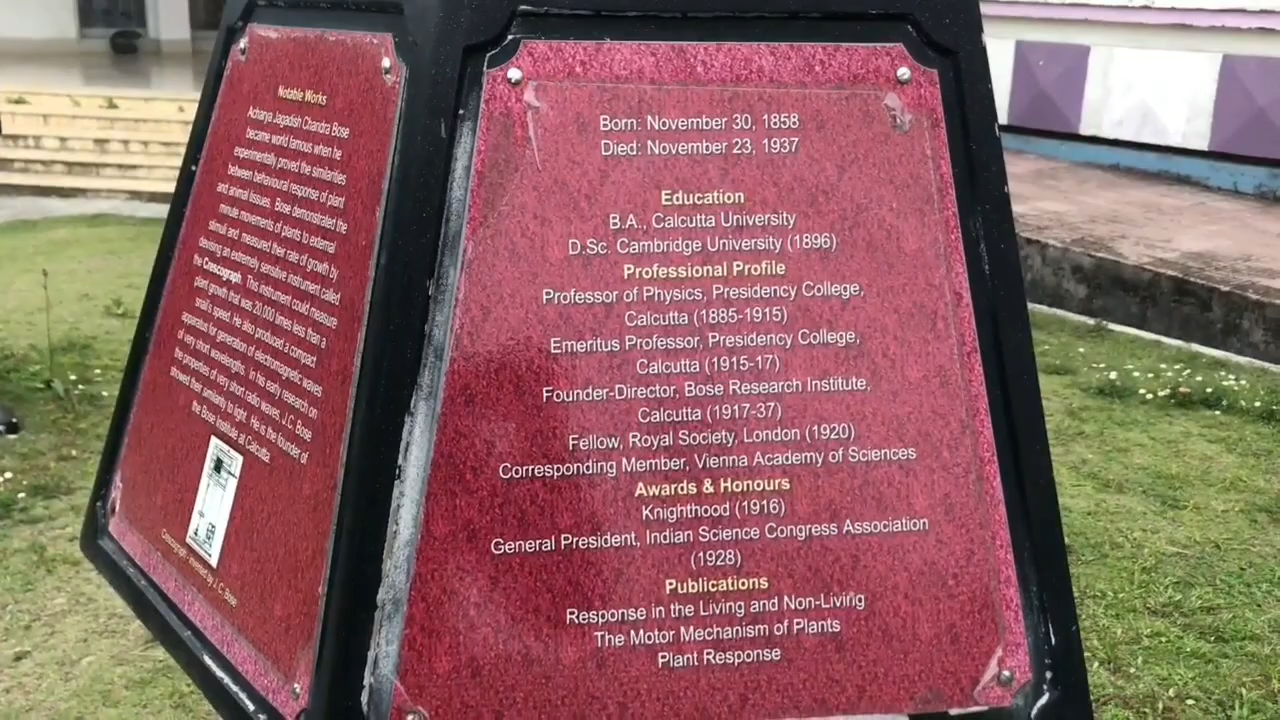 Notable Works
Acharya Jagadish Chandra Bose
became world famous when he
experimentally proved the similarities
between behavioural response of plant
and animal tissues. Bose demonstrated the
minute movements of plants to external
stimuli and measured their rate of growth by
devising an extremely sensitive instrument called
the Crescograph. This instrument could measure
plant growth that was 20,000 times less than a
snail's speed. He also produced a compact
apparatus for generation of electromagnetic waves
of very short wavelengths. In his early research on
the properties of very short radio waves, J.C. Bose
showed their similarity to light. He is the founder of
the Bose Institute at Calcutta.
Crescograph invented by J. C. Bose
Born: November 30, 1858
Died: November 23, 1937
Education
B.A., Calcutta University
D.Sc. Cambridge University (1896)
Professional Profile
Professor of Physics, Presidency College,
Calcutta (1885-1915)
Emeritus Professor, Presidency College,
Calcutta (1915-17)
Founder-Director, Bose Research Institute,
Calcutta (1917-37)
Fellow, Royal Society, London (1920)
Corresponding Member, Vienna Academy of Sciences
Awards & Honours
Knighthood (1916)
General President, Indian Science Congress Association
(1928)
Publications
Response in the Living and Non-Living
The Motor Mechanism of Plants
Plant Response